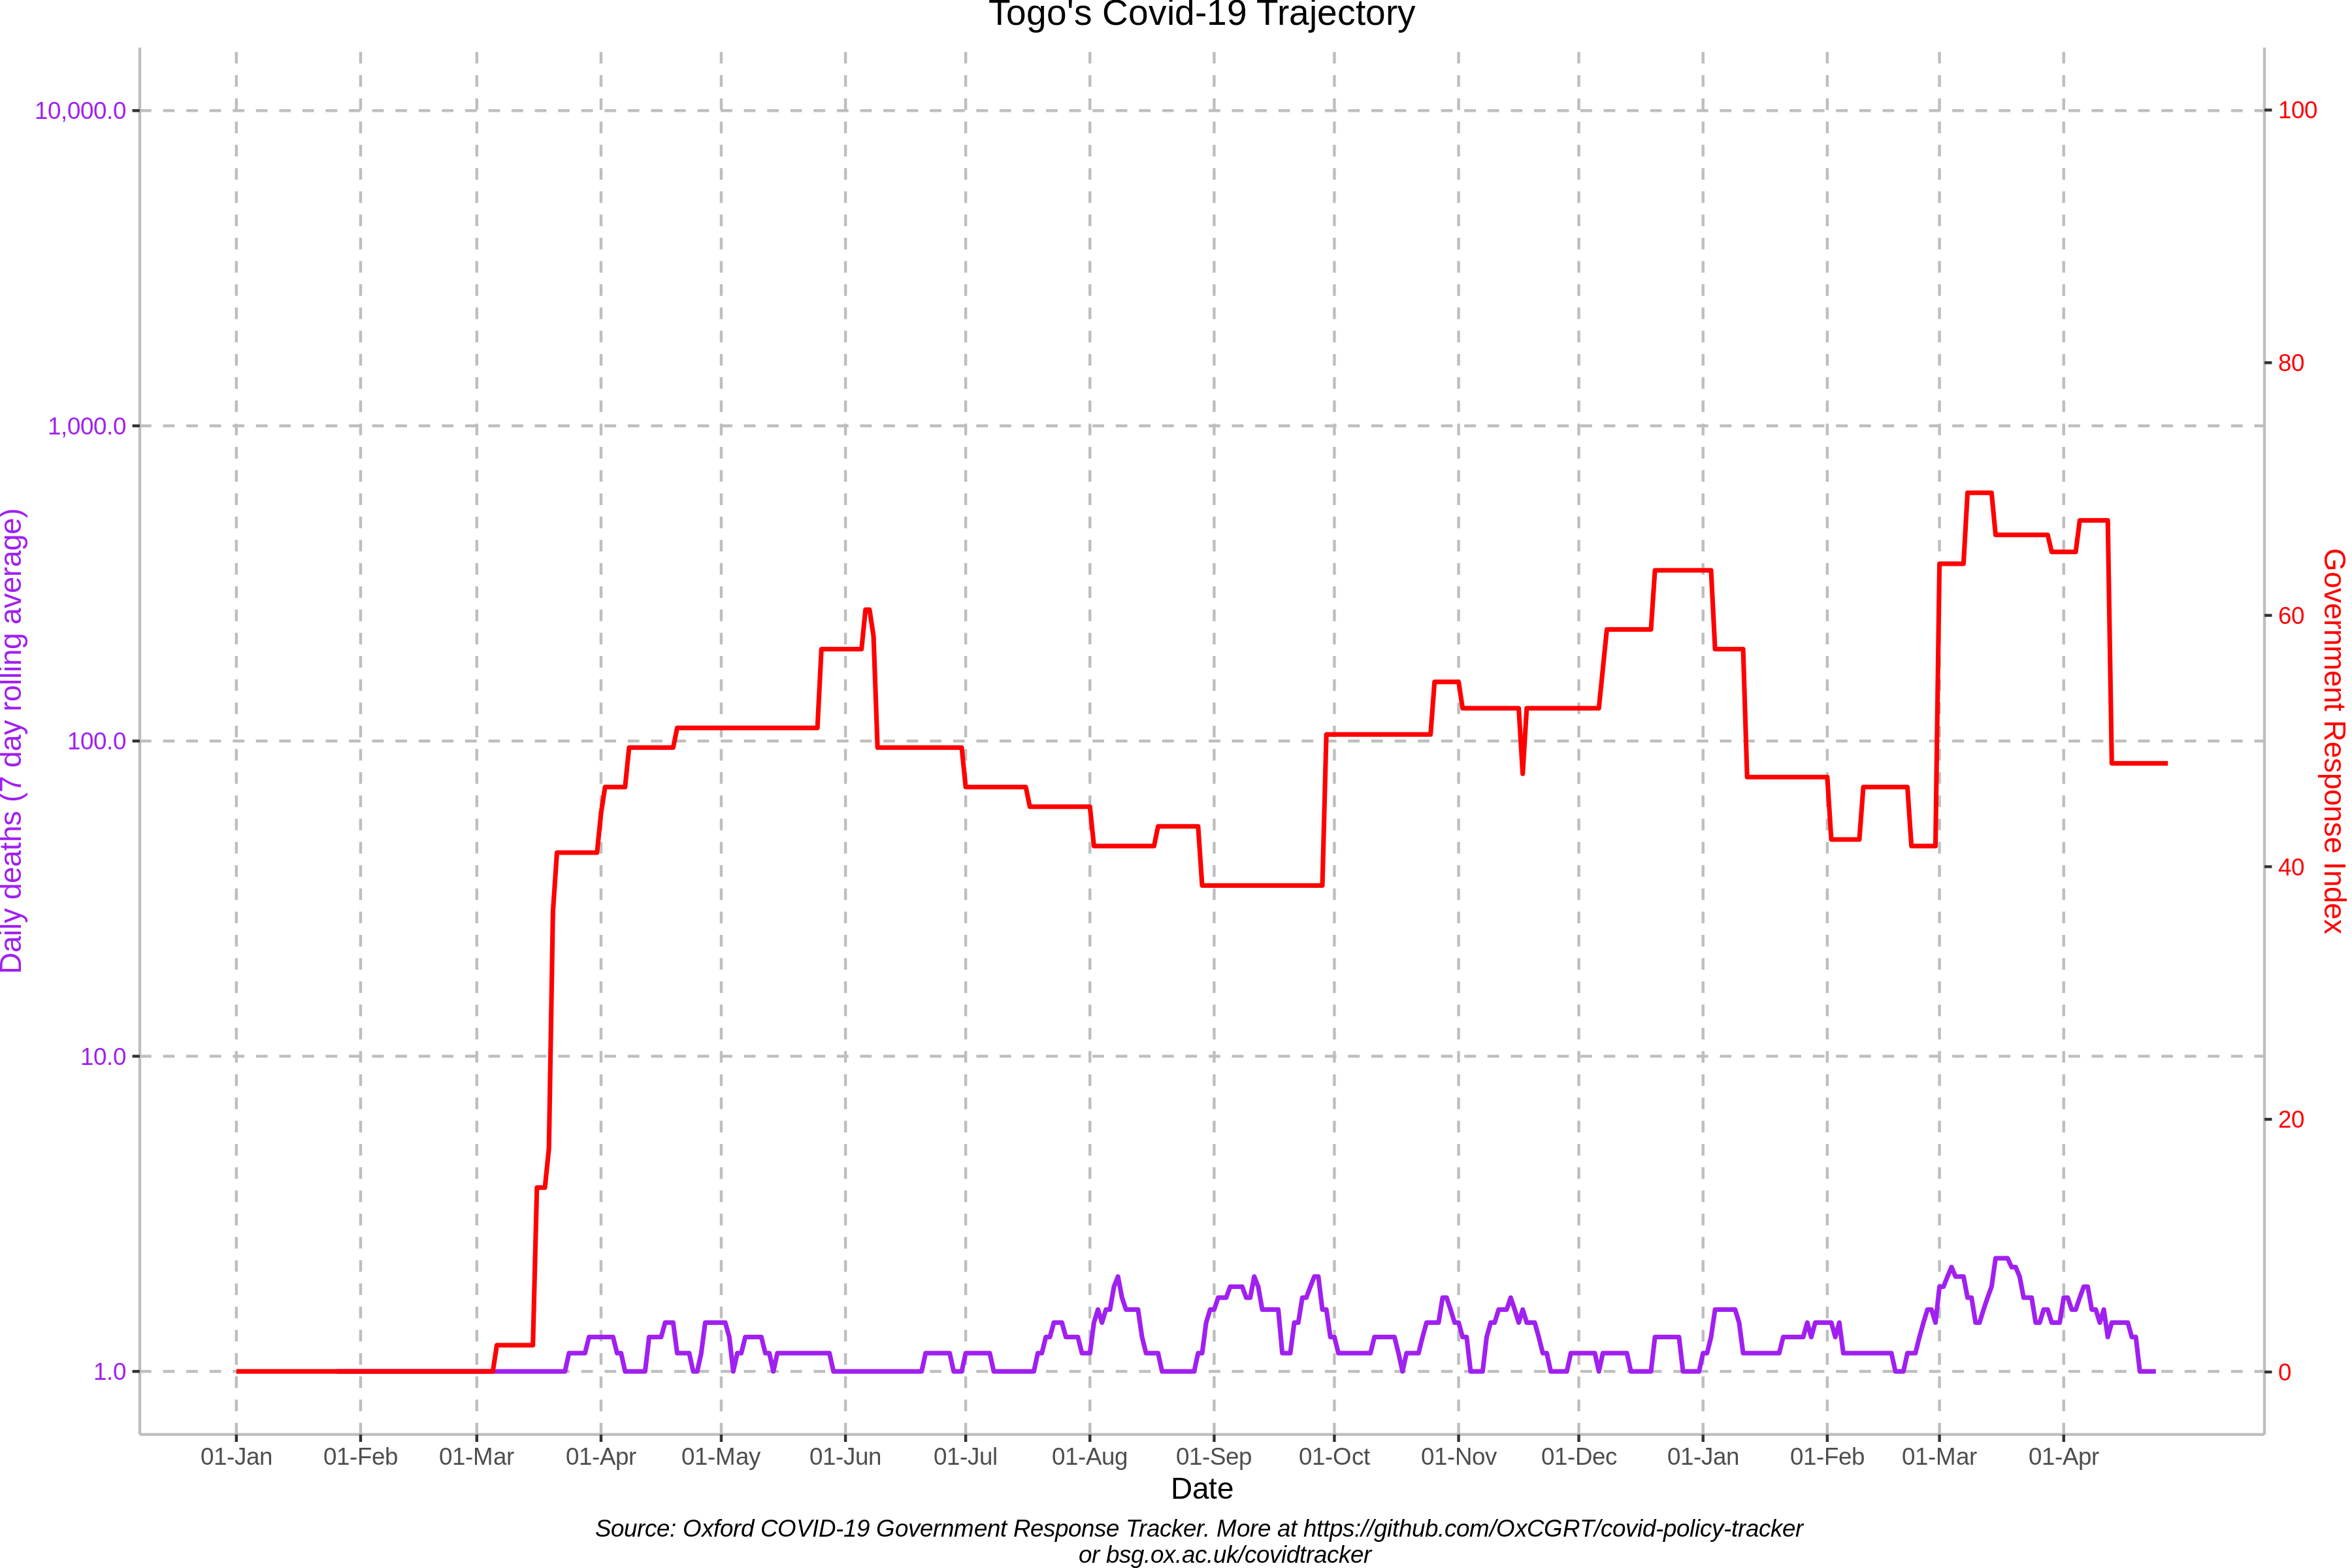 Togo's Covid-19 Trajectory
10,000.0
1,000.0
100.0
10.0
1.0
Daily deaths (7 day rolling average)
100
80
60
40
20
0
Government Response Index
01-Jan 01-Feb 01-Mar 01-Apr 01-May 01-Jun 01-Jul 01-Aug 01-Sep 01-Oct 01-Nov 01-Dec 01-Jan 01-Feb 01-Mar 01-Apr
Date
Source: Oxford COVID-19 Government Response Tracker. More at https://github.com/OxCGRT/covid-policy-tracker
or bsg.ox.ac.uk/covidtracker